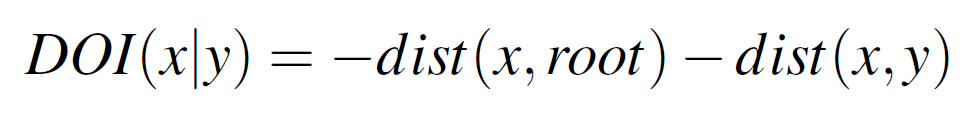 DOI(x|y) = −dist(x, root) − dist(x, y)